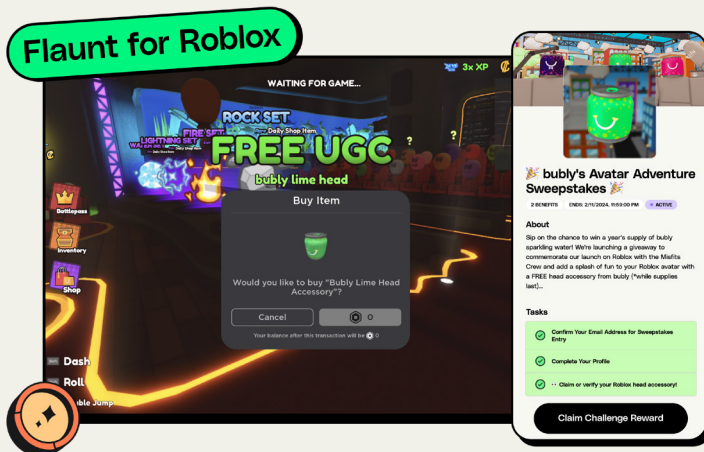 Flaunt for Roblox
3x XP
WAITING FOR GAME...
ROCK SET
Daily Shop Item
FIRE SET
Daily Shop Item
LIGHTNING SET
FREE UGC
?
?
bubly lime head
Buy Item
Would you like to buy "Bubly Lime Head
Accessory"?
Cancel
0
Your balance after this transaction will be 0
Battlepass
Inventory
Shop
Dash
Roll
ble Jump
🎉 bubly's Avatar Adventure
Sweepstakes 🎉
2 BENEFITS
ENDS: 2/11/2024, 11:59:00 PM
ACTIVE
About
Sip on the chance to win a year's supply of bubly
sparkling water! We're launching a giveaway to
commemorate our launch on Roblox with the Misfits
Crew and add a splash of fun to your Roblox avatar with
a FREE head accessory from bubly (*while supplies
last)...
Tasks
Confirm Your Email Address for Sweepstakes
Entry
Complete Your Profile
Claim or verify your Roblox head accessory!
Claim Challenge Reward